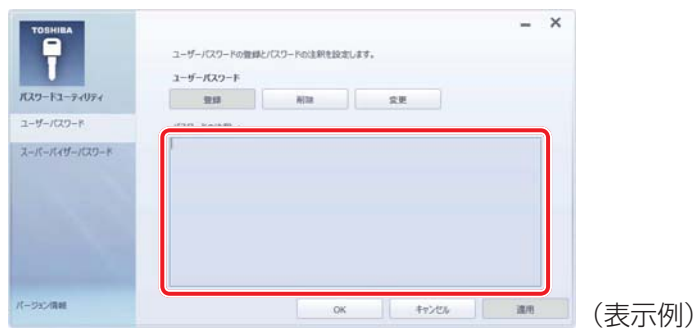 TOSHIBA
パスワードユーティリティ
ユーザーパスワード
スーパーバイザーパスワード
バージョン情報
ユーザーパスワードの登録とパスワードの注釈を設定します。
ユーザーパスワード
登録
削除
変更
OK
キャンセル
適用
(表示例)